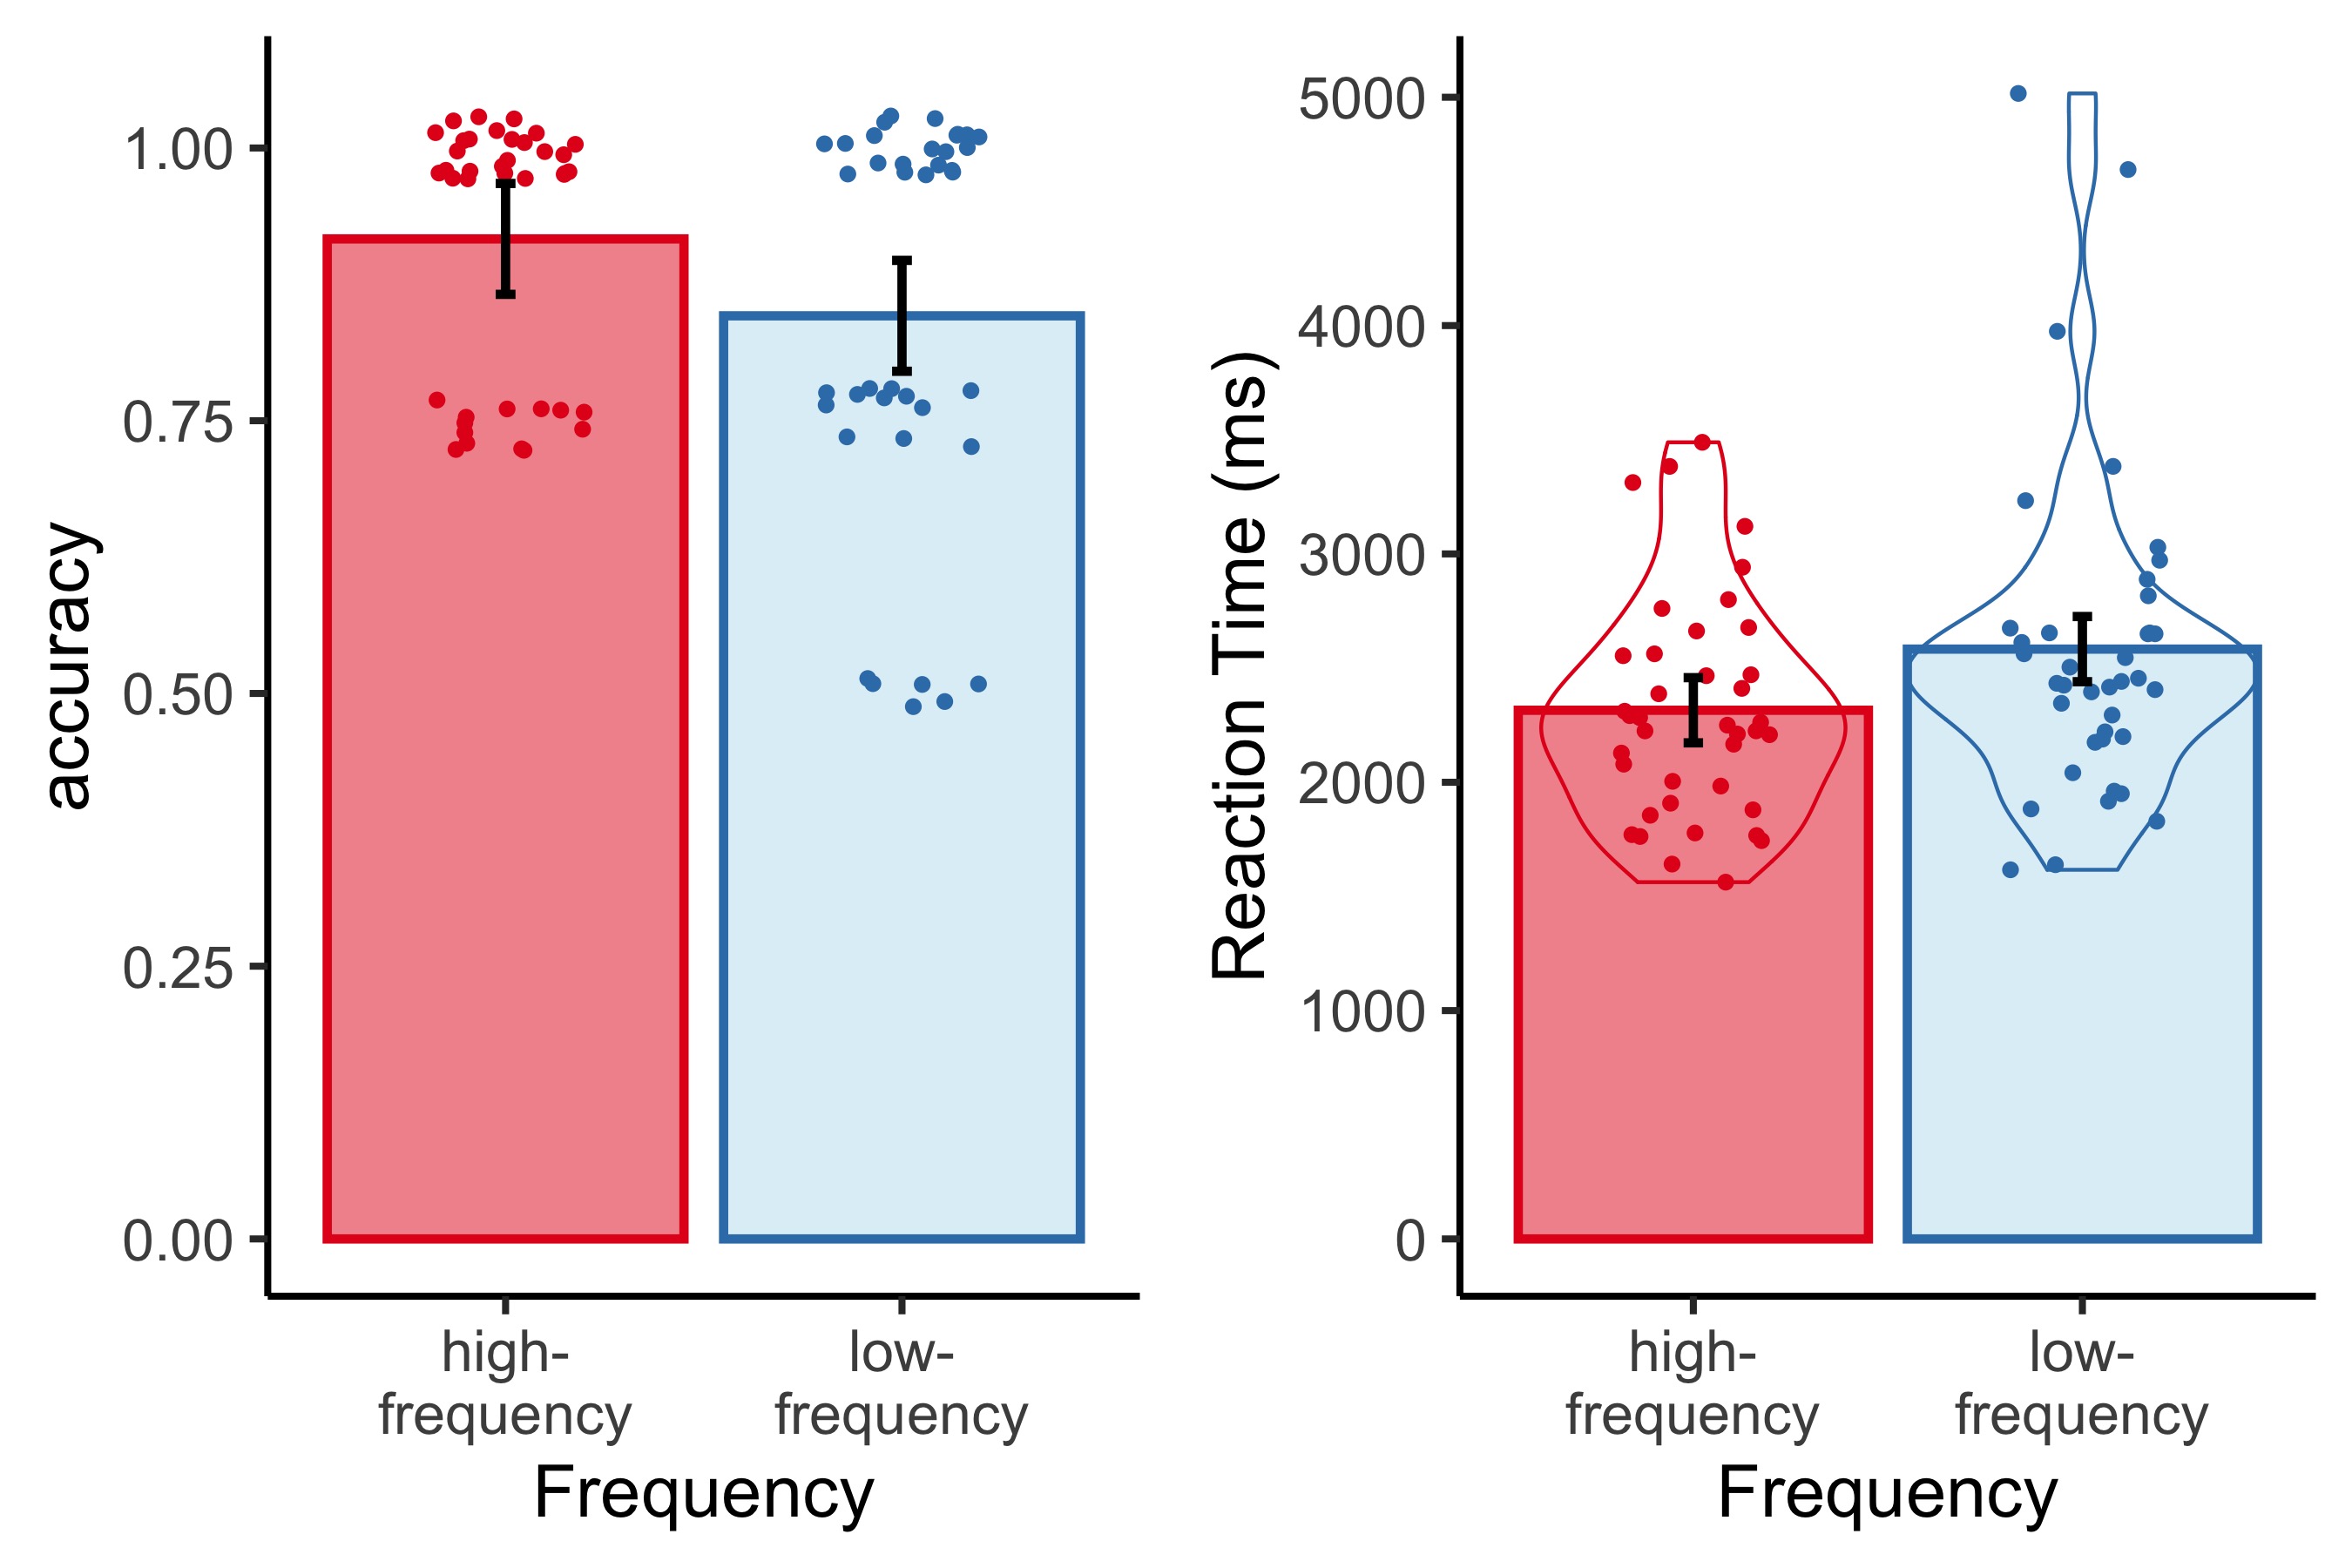 accuracy
1.00
0.75
0.50
0.25
0.00
high-
frequency
low-
frequency
Frequency
Reaction Time (ms)
5000
4000
3000
2000
1000
0
high-
frequency
low-
frequency
Frequency